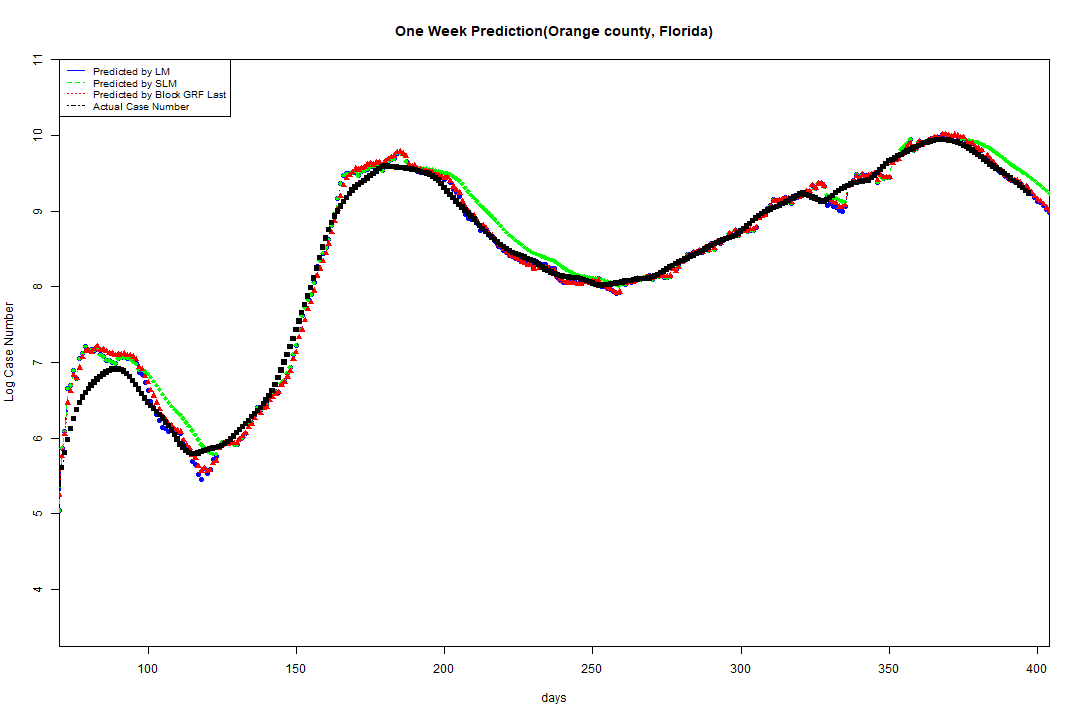 One Week Prediction(Orange county, Florida)
Predicted by LM
Predicted by SLM
Predicted by Block GRF Last
Actual Case Number
11
10
9
8
7
6
5
4
Log Case Number
100 150 200 250 300 350 400
days